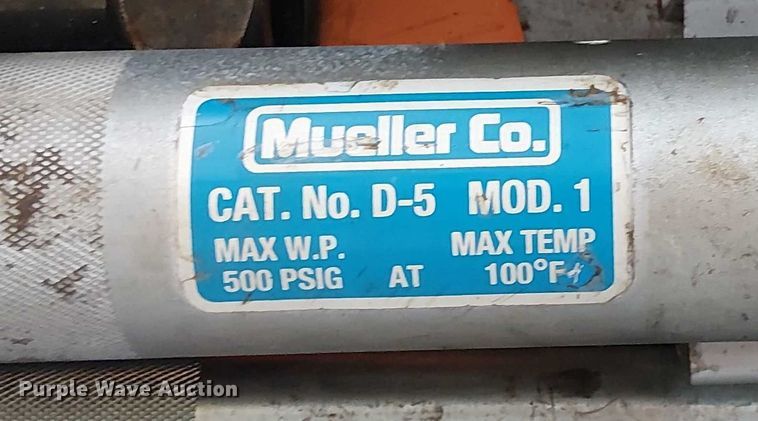 Mueller Co.
CAT. No. D-5 MOD. 1
MAX W.P. MAX TEMP
500 PSIG AT 100°F
Purple Wave Auction